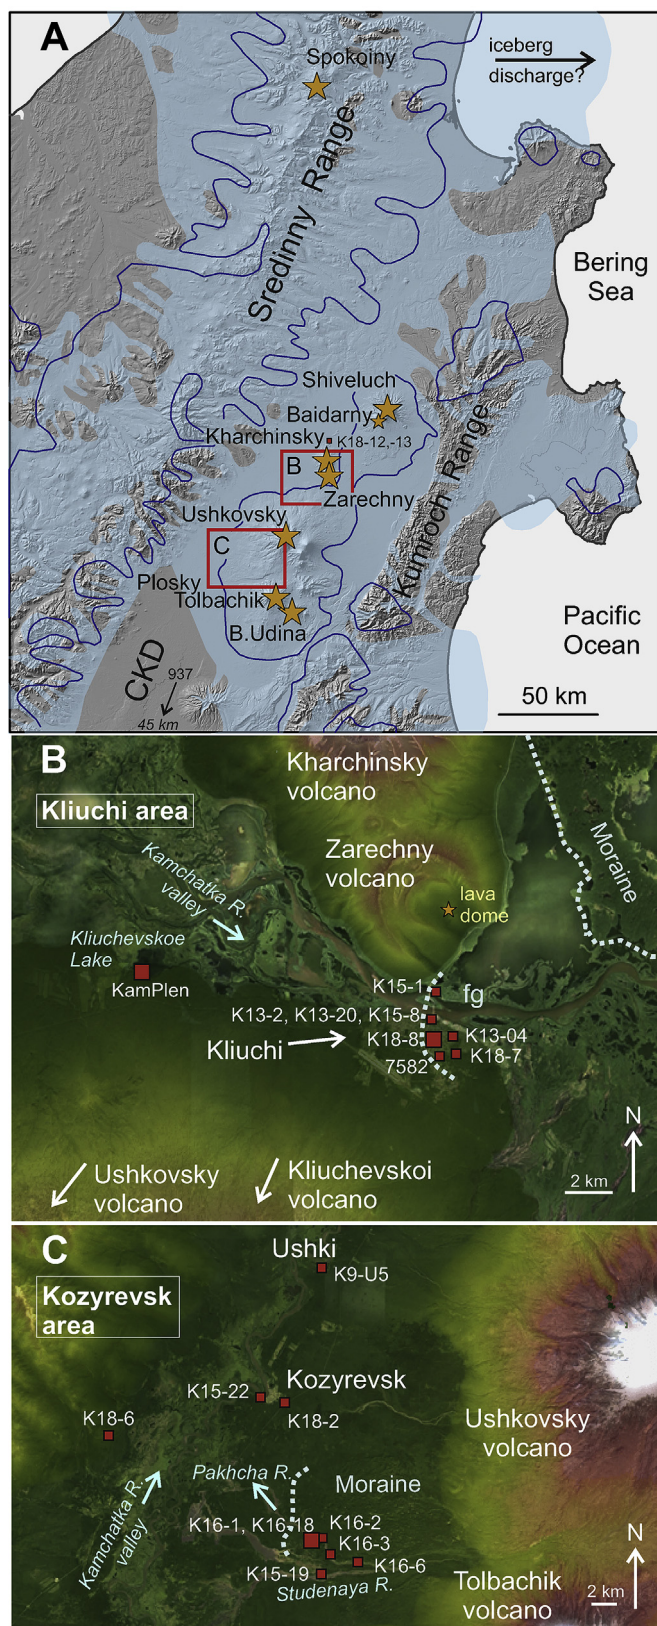 A
Spokoiny
iceberg
discharge?
Sredinny Range
Bering
Sea
Shiveluch
Baidarny
Kharchinsky
K18-12,-13
B
Zarechny
Ushkovsky
C
Kumroch Range
Plosky
Tolbachik
B.Udina
Pacific
Ocean
CKD
937
45 km
50 km
B
Kharchinsky
volcano
Kliuchi area
Moraine
Zarechny
volcano
Kamchatka R.
valley
lava
dome
Kliuchevskoe
Lake
KamPlen
K15-1
fg
K13-2, K13-20, K15-8
K18-8
K13-04
Kliuchi
K18-7
7582
N
Ushkovsky
volcano
Kliuchevskoi
volcano
2 km
C
Ushki
K9-U5
Kozyrevsk
area
Kozyrevsk
K15-22
K18-2
K18-6
Ushkovsky
volcano
Pakhcha R.
Moraine
Kamchatka R.
valley
K16-1, K16-18
K16-2
K16-3
K16-6
K15-19
Studenaya R.
N
Tolbachik
volcano
2 km